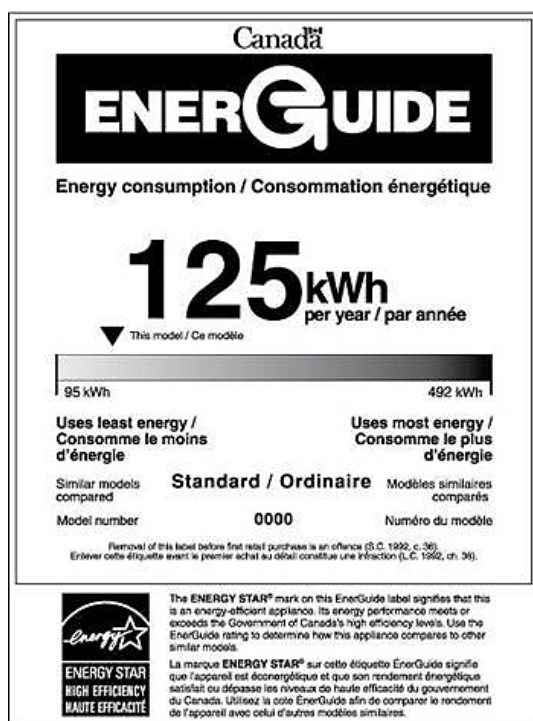 Canada
ENERGUIDE
Energy consumption / Consommation énergétique
125 kWh
per year / par année
This model / Ce modèle
95 kWh 492 kWh
Uses least energy / Uses most energy /
Consomme le moins Consomme le plus
d'énergie d'énergie
Similar models Standard / Ordinaire Modèles similaires
compared comparés
Model number 0000 Numéro du modèle
Removal of this label before first retail purchase is an offence (S.C. 1992, c. 36).
Enlever cette étiquette avant le premier achat au détail constitue une infraction (L.C. 1992, ch. 36).
The ENERGY STAR® mark on this EnerGuide label signifies that this
is an energy-efficient appliance. Its energy performance meets or
exceeds the Government of Canada's high efficiency levels. Use the
EnerGuide rating to determine how this appliance compares to other
similar models.
energy
ENERGY STAR
HIGH EFFICIENCY
HAUTE EFFICACITÉ
La marque ENERGY STAR® sur cette étiquette ÉnerGuide signifie
que l'appareil est éconergétique et que son rendement énergétique
satisfait ou dépasse les niveaux de haute efficacité du gouvernement
du Canada. Utilisez la cote ÉnerGuide afin de comparer le rendement
de l'appareil avec celui d'autres modèles similaires.